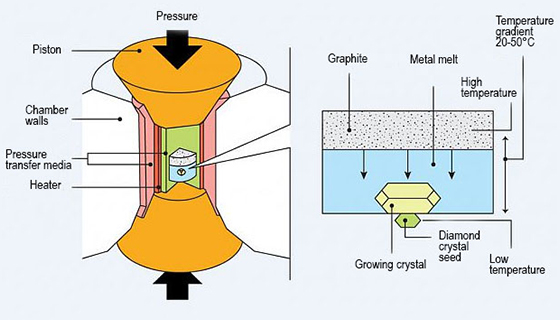 Pressure
Piston
Chamber
walls
Pressure
transfer media
Heater
Graphite
Metal melt
Temperature
gradient
20-50°C
High
temperature
Growing crystal
Diamond
crystal
seed
Low
temperature